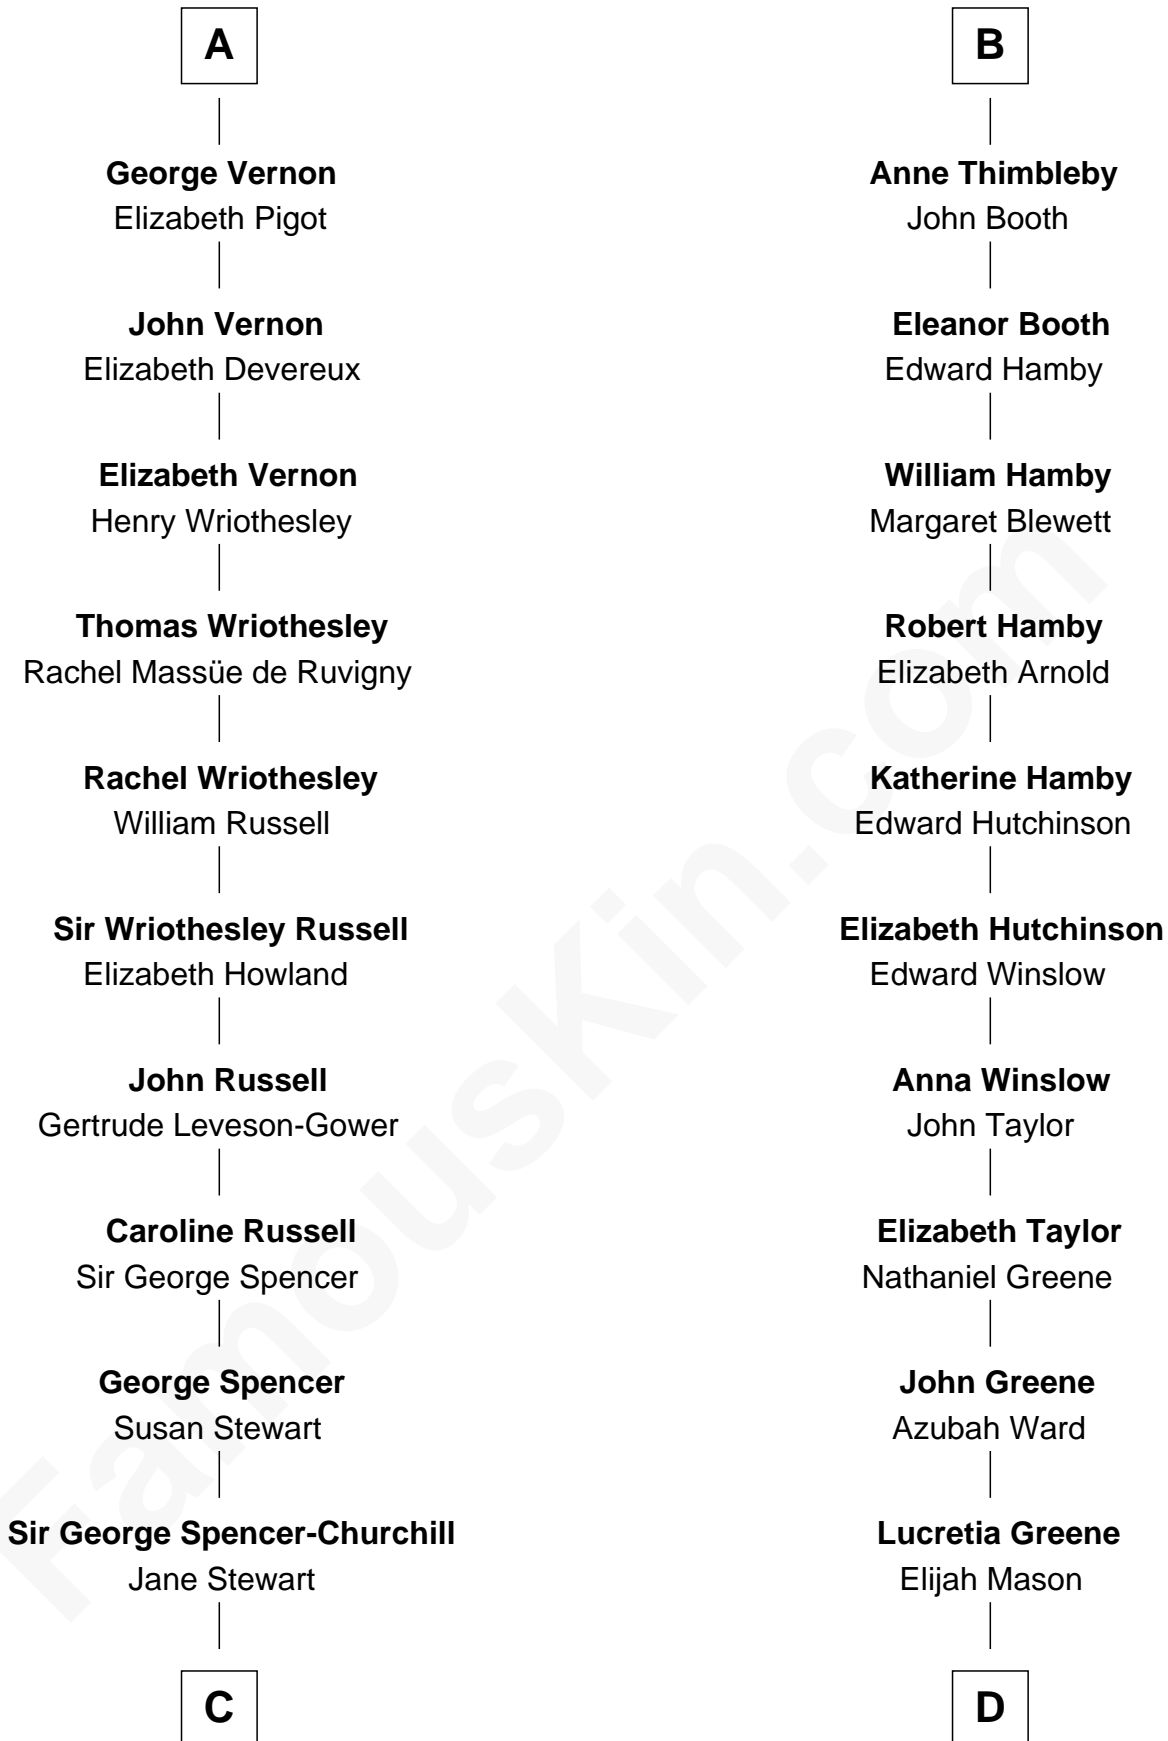 A
George Vernon
Elizabeth Pigot
John Vernon
Elizabeth Devereux
Elizabeth Vernon
Henry Wriothesley
Thomas Wriothesley
Rachel Massüe de Ruvigny
Rachel Wriothesley
William Russell
Sir Wriothesley Russell
Elizabeth Howland
John Russell
Gertrude Leveson-Gower
Caroline Russell
Sir George Spencer
George Spencer
Susan Stewart
Sir George Spencer-Churchill
Jane Stewart
C
B
Anne Thimbleby
John Booth
Eleanor Booth
Edward Hamby
William Hamby
Margaret Blewett
Robert Hamby
Elizabeth Arnold
Katherine Hamby
Edward Hutchinson
Elizabeth Hutchinson
Edward Winslow
Anna Winslow
John Taylor
Elizabeth Taylor
Nathaniel Greene
John Greene
Azubah Ward
Lucretia Greene
Elijah Mason
D
FamousKin.com